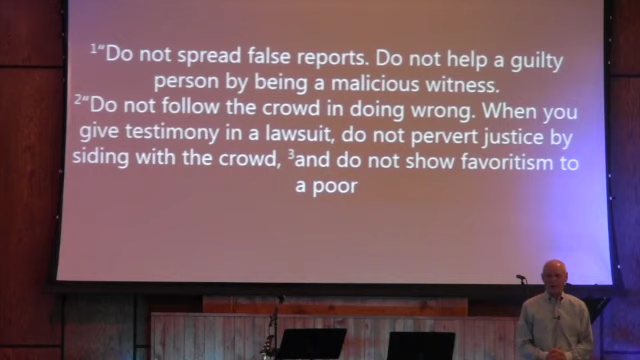 ¹"Do not spread false reports. Do not help a guilty
person by being a malicious witness.
²"Do not follow the crowd in doing wrong. When you
give testimony in a lawsuit, do not pervert justice by
siding with the crowd, ³and do not show favoritism to
a poor